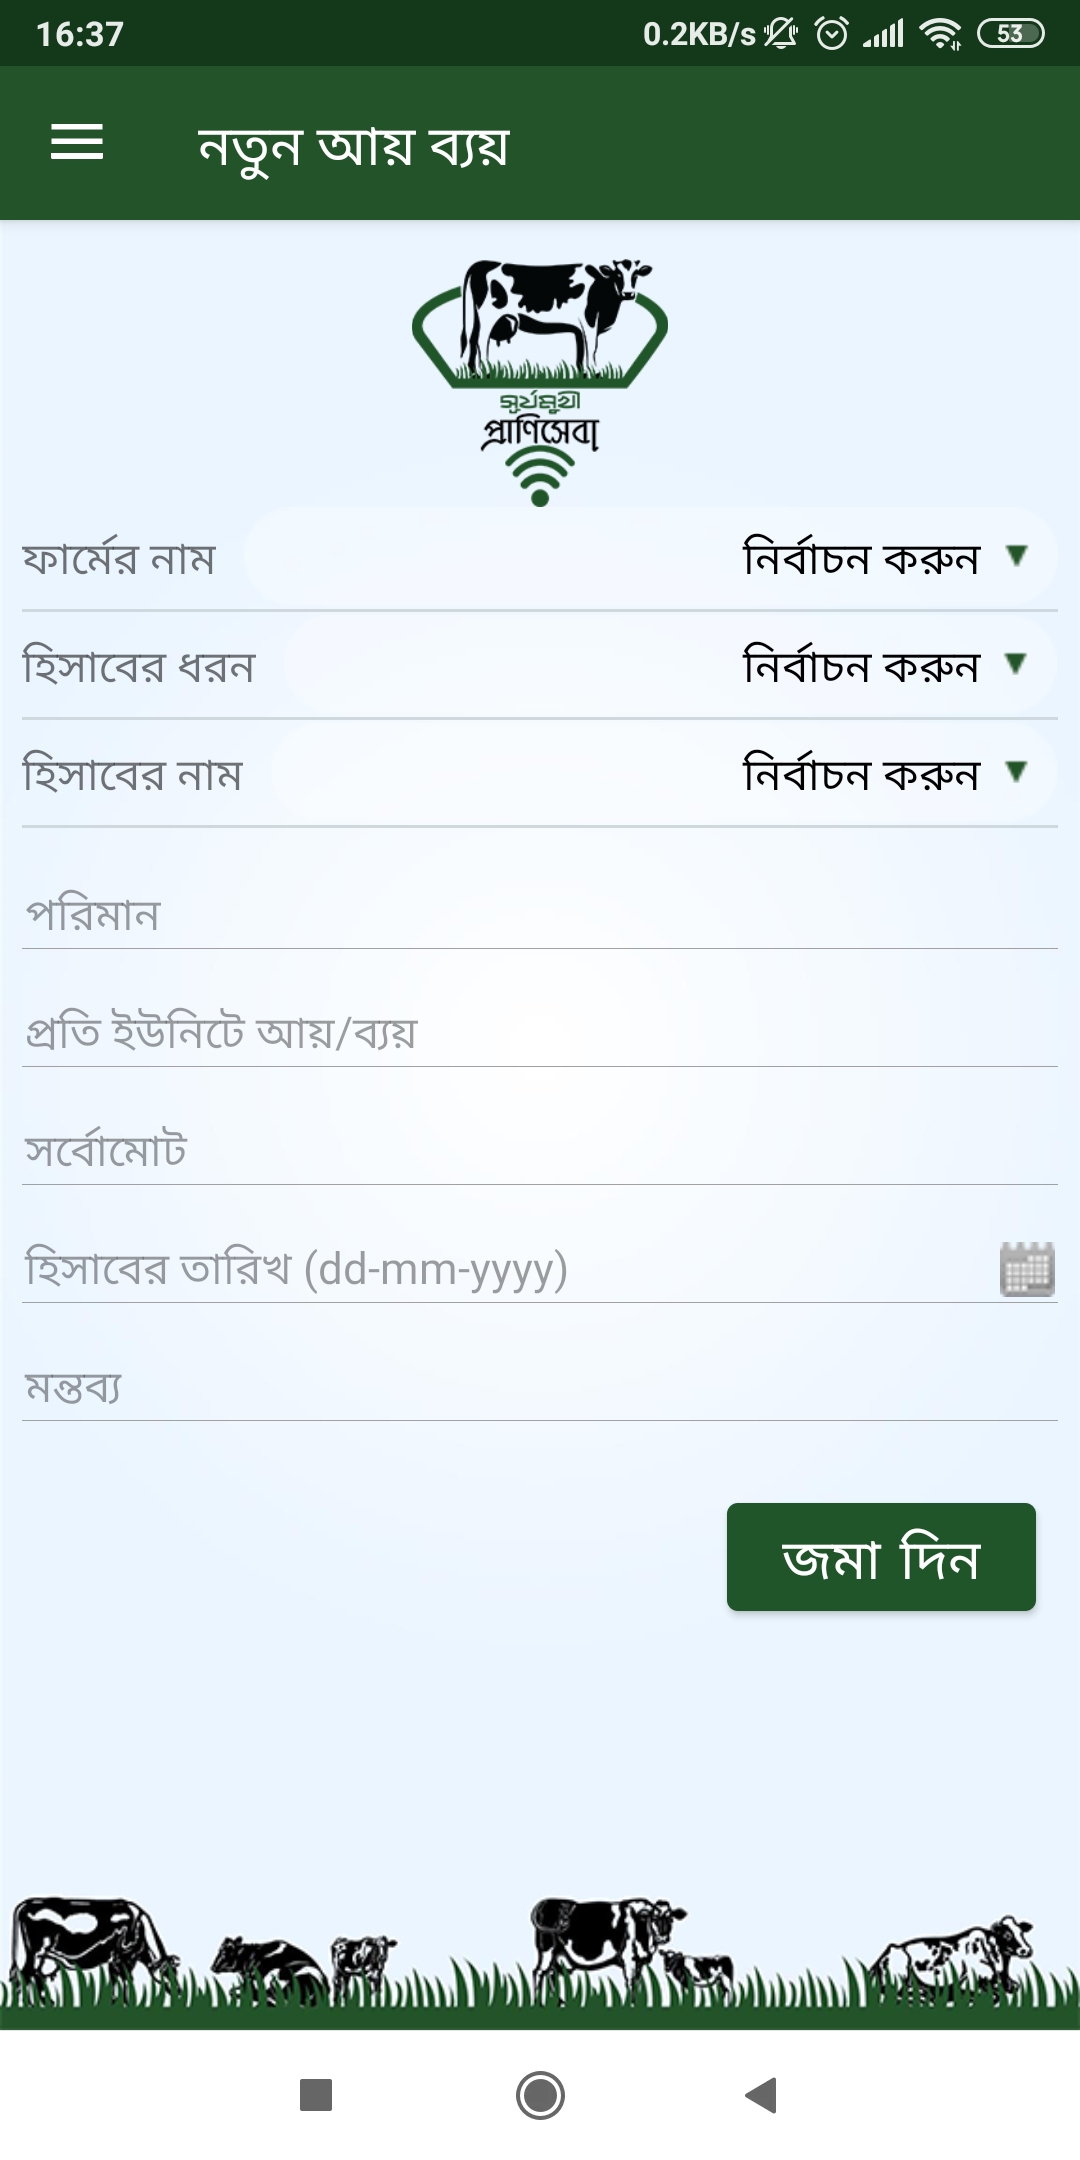 16:37 0.2KB/s 53
নতুন আয় ব্যয়
সূর্যমুখী
প্রাণিসেবা
ফার্মের নাম নির্বাচন করুন
হিসাবের ধরন নির্বাচন করুন
হিসাবের নাম নির্বাচন করুন
পরিমান
প্রতি ইউনিটে আয়/ব্যয়
সর্বোমোট
হিসাবের তারিখ (dd-mm-yyyy)
মন্তব্য
জমা দিন